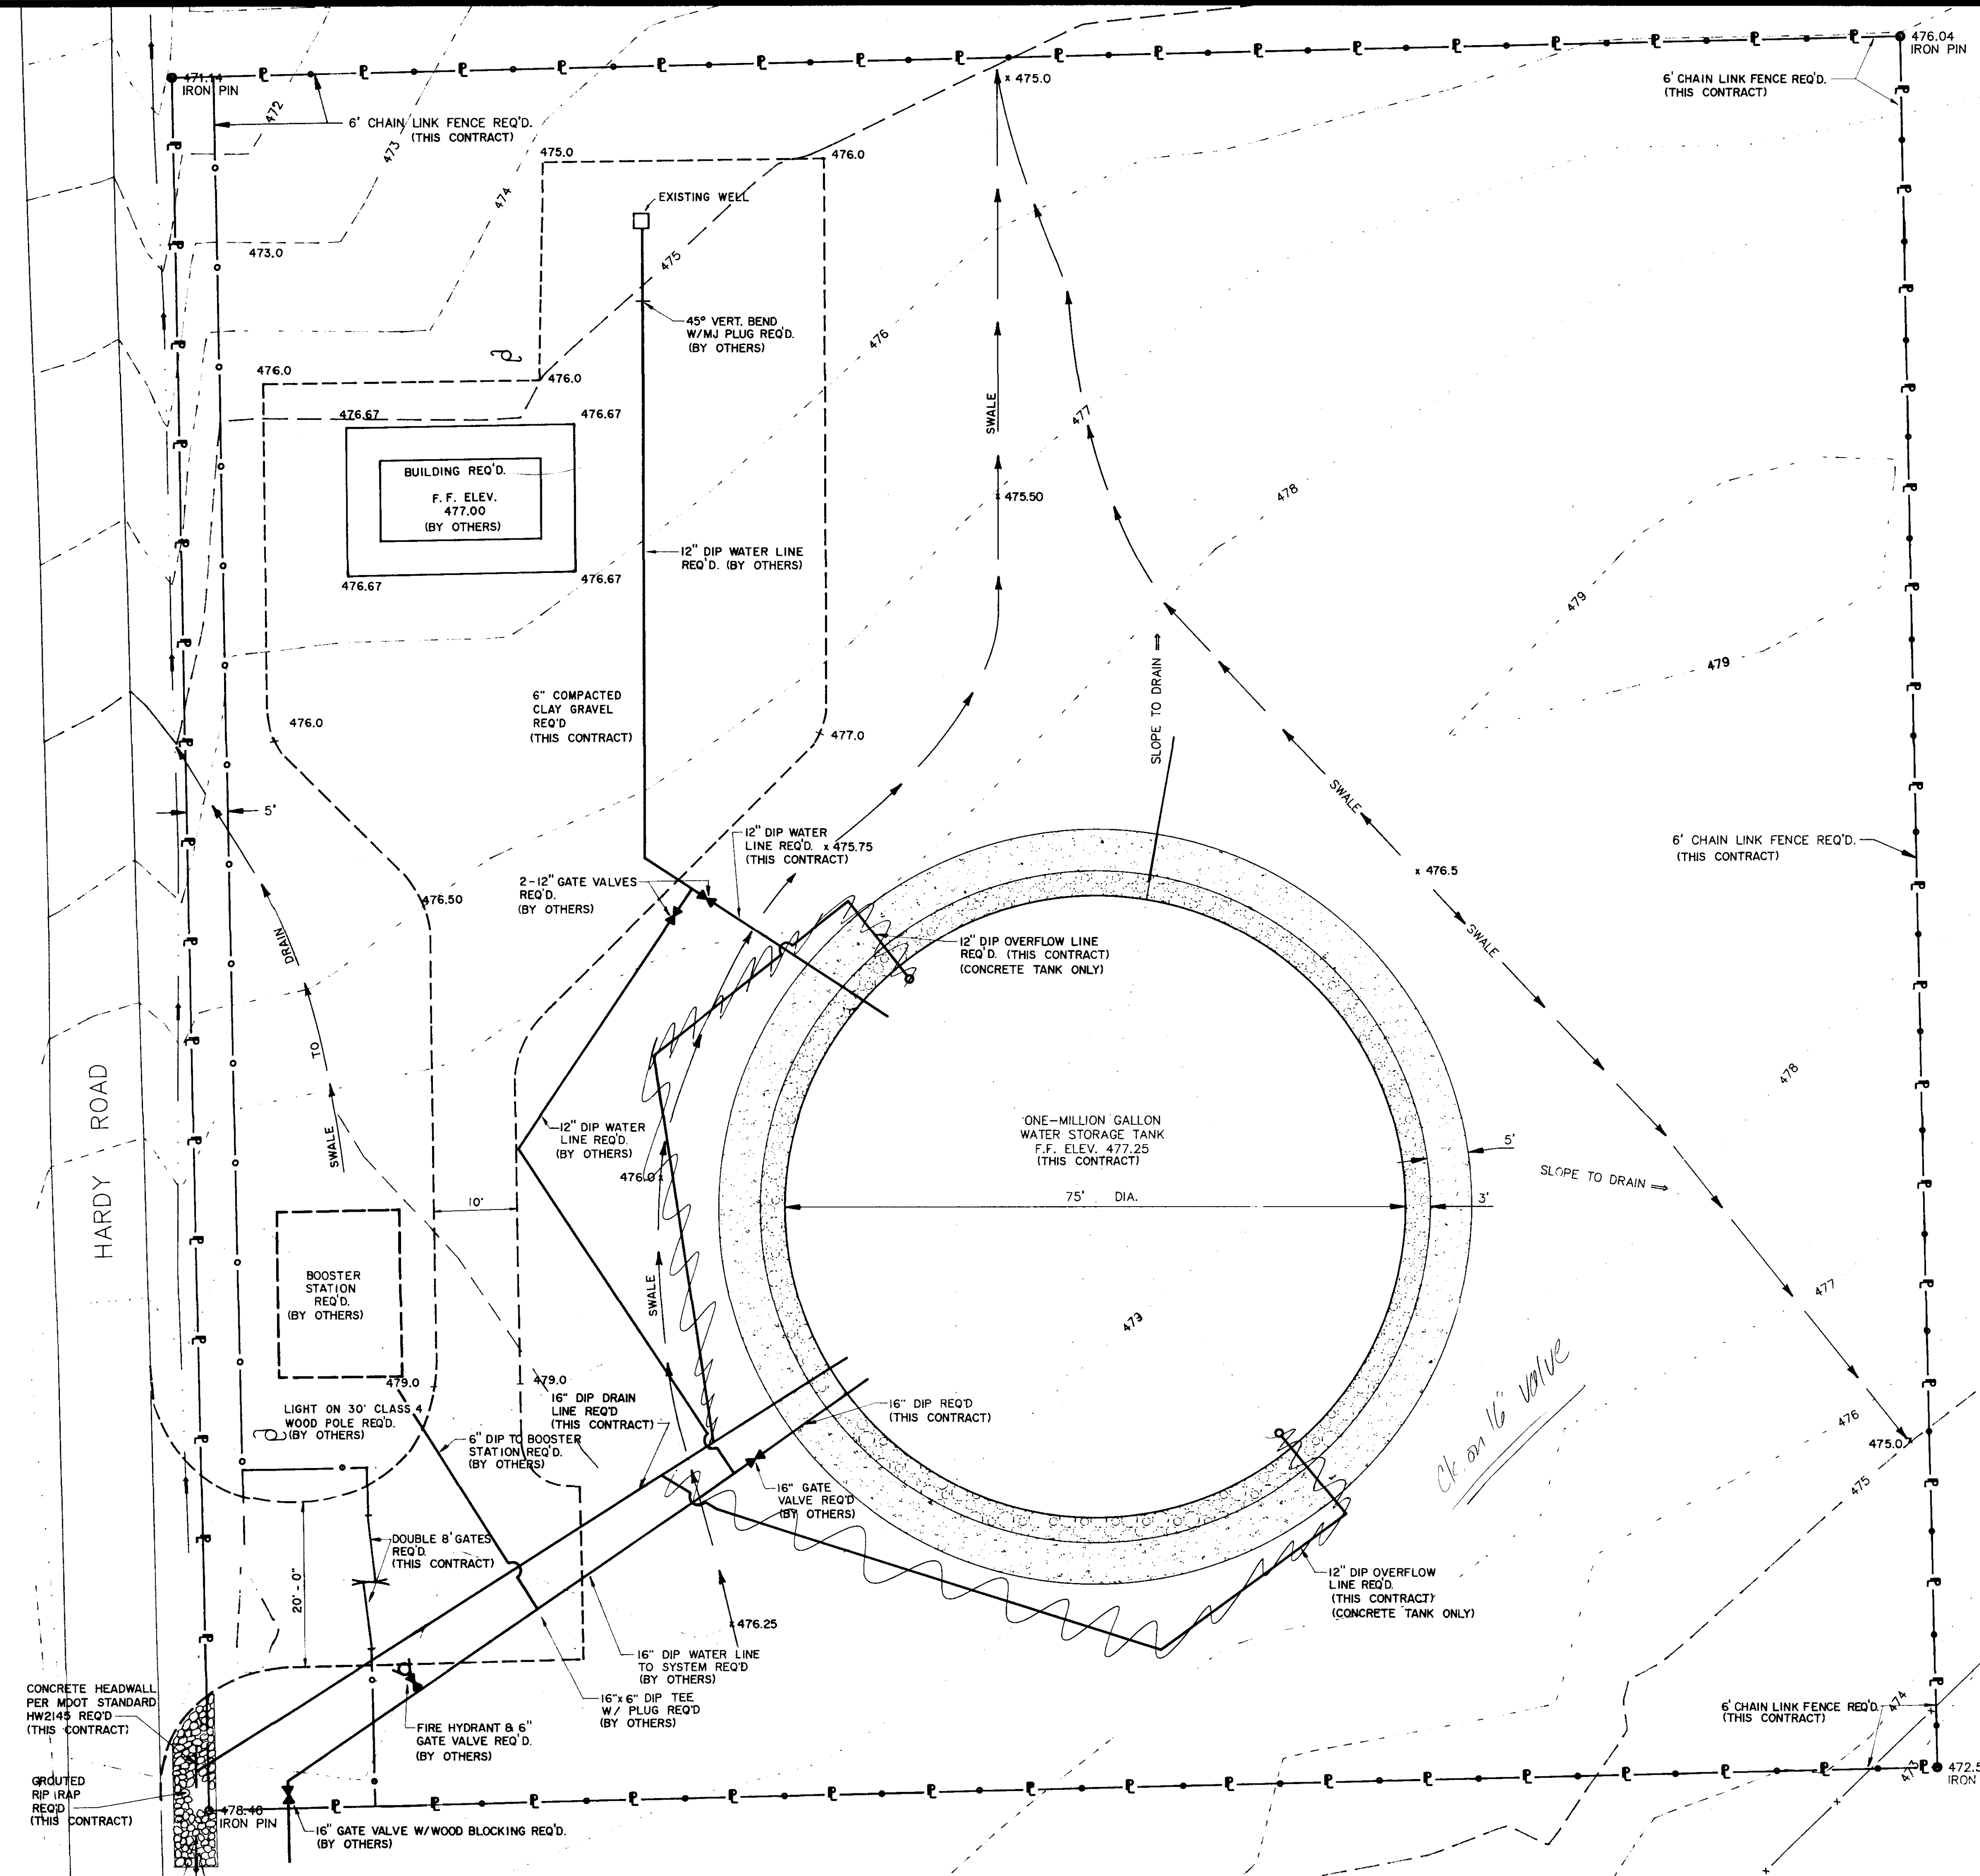 471.14
IRON PIN
476.04
IRON PIN
6' CHAIN LINK FENCE REQ'D.
(THIS CONTRACT)
x 475.0
6' CHAIN LINK FENCE REQ'D.
(THIS CONTRACT)
472
473
474
475.0
476.0
EXISTING WELL
473.0
475
45° VERT. BEND
W/MJ PLUG REQ'D.
(BY OTHERS)
476
476.0
476.0
476.67
476.67
477
SWALE
BUILDING REQ'D.
F.F. ELEV.
477.00
(BY OTHERS)
475.50
478
12" DIP WATER LINE
REQ'D. (BY OTHERS)
476.67
476.67
479
479
SLOPE TO DRAIN ⇒
6" COMPACTED
CLAY GRAVEL
REQ'D
(THIS CONTRACT)
476.0
477.0
5'
SWALE
12" DIP WATER
LINE REQ'D.
(THIS CONTRACT)
x 475.75
6' CHAIN LINK FENCE REQ'D.
(THIS CONTRACT)
x 476.5
2-12" GATE VALVES
REQ'D.
(BY OTHERS)
476.50
SWALE
12" DIP OVERFLOW LINE
REQ'D. (THIS CONTRACT)
(CONCRETE TANK ONLY)
SWALE TO DRAIN
HARDY ROAD
478
12" DIP WATER
LINE REQ'D.
(BY OTHERS)
476.0 x
ONE-MILLION GALLON
WATER STORAGE TANK
F.F. ELEV. 477.25
(THIS CONTRACT)
5'
SLOPE TO DRAIN ⇒
10'
75' DIA.
3'
BOOSTER
STATION
REQ'D.
(BY OTHERS)
SWALE
477
479
479.0
479.0
16" DIP DRAIN
LINE REQ'D
(THIS CONTRACT)
16" DIP REQ'D
(THIS CONTRACT)
Ck on 16" valve
LIGHT ON 30' CLASS 4
WOOD POLE REQ'D.
(BY OTHERS)
6" DIP TO BOOSTER
STATION REQ'D.
(BY OTHERS)
476
475.0
475
16" GATE
VALVE REQ'D
(BY OTHERS)
DOUBLE 8' GATES
REQ'D.
(THIS CONTRACT)
20'-0"
12" DIP OVERFLOW
LINE REQ'D.
(THIS CONTRACT)
(CONCRETE TANK ONLY)
x 476.25
16" DIP WATER LINE
TO SYSTEM REQ'D
(BY OTHERS)
16"x 6" DIP TEE
W/ PLUG REQ'D
(BY OTHERS)
CONCRETE HEADWALL
PER MDOT STANDARD
HW2145 REQ'D
(THIS CONTRACT)
FIRE HYDRANT & 6"
GATE VALVE REQ'D.
(BY OTHERS)
6' CHAIN LINK FENCE REQ'D.
(THIS CONTRACT)
474
473
472.5
IRON
GROUTED
RIP RAP
REQ'D
(THIS CONTRACT)
478.40
IRON PIN
16" GATE VALVE W/WOOD BLOCKING REQ'D.
(BY OTHERS)